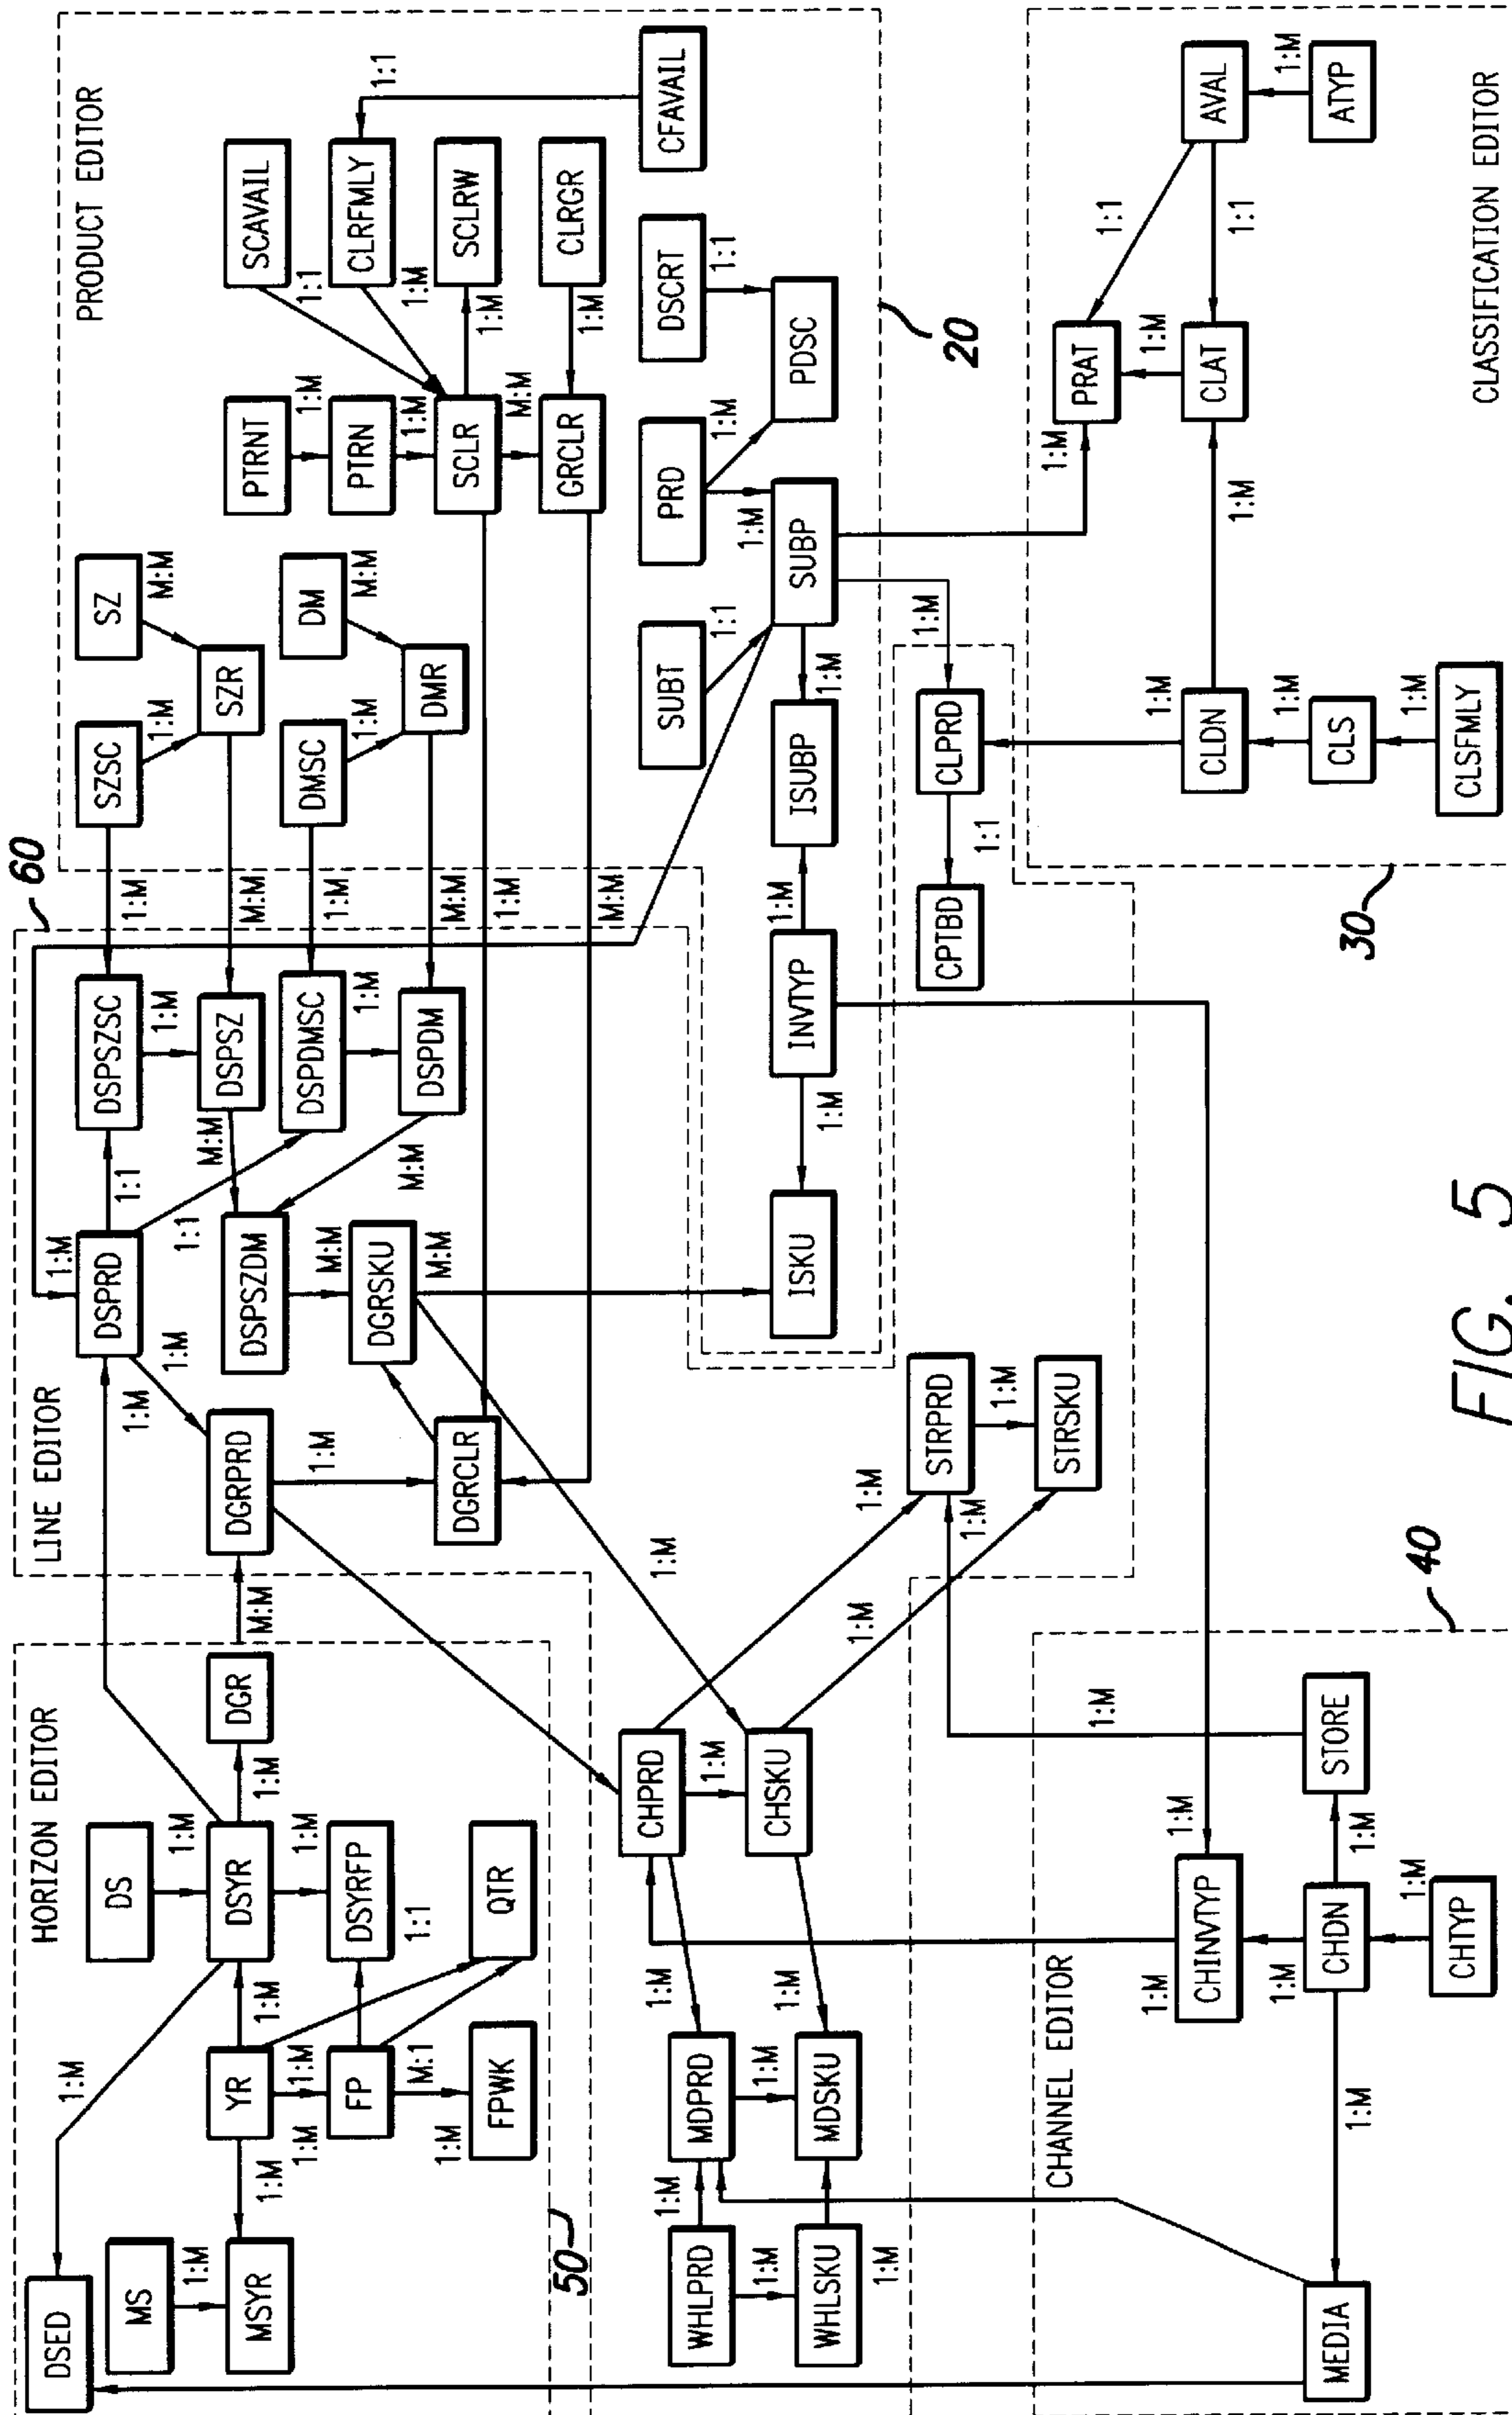 HORIZON EDITOR
DSED
MS
1:M
MSYR
1:M
1:M
YR
1:M
1:M
1:M
FP
1:M
M:1
FPWK
DS
1:M
DSYR
1:M
DSYRFP
1:1
QTR
1:M
DGR
M:M
50
LINE EDITOR
60
1:M
DSPRD
1:M
1:M
DGRPRD
1:M
DGRCLR
1:1
1:1
DSPSZSC
1:M
DSPSZ
M:M
DSPDMSC
1:M
DSPDM
M:M
DSPSZDM
M:M
DGRSKU
M:M
1:M
M:M
1:M
M:M
1:M
M:M
PRODUCT EDITOR
SZSC
1:M
SZ
M:M
SZR
DMSC
1:M
DM
M:M
DMR
PTRNT
1:M
PTRN
1:M
SCLR
M:M
GRCLR
SCAVAIL
1:1
CLRFMLY
1:M
1:1
SCLRW
1:M
CLRGR
1:M
CFAVAIL
SUBT
1:1
PRD
1:M
1:M
DSCRT
1:1
PDSC
SUBP
1:M
ISUBP
1:M
INVTYP
1:M
ISKU
20
1:M
1:M
CLPRD
1:1
CPTBD
CLASSIFICATION EDITOR
PRAT
1:M
1:1
1:1
CLAT
1:M
AVAL
1:M
ATYP
CLDN
1:M
CLS
1:M
1:M
CLSFMLY
30
1:M
CHPRD
1:M
CHSKU
1:M
1:M
MDPRD
1:M
MDSKU
1:M
WHLPRD
1:M
WHLSKU
1:M
1:M
STRPRD
1:M
1:M
STRSKU
1:M
CHANNEL EDITOR
40
1:M
CHINVTYP
1:M
1:M
CHDN
1:M
CHTYP
1:M
STORE
1:M
MEDIA
1:M
FIG. 5